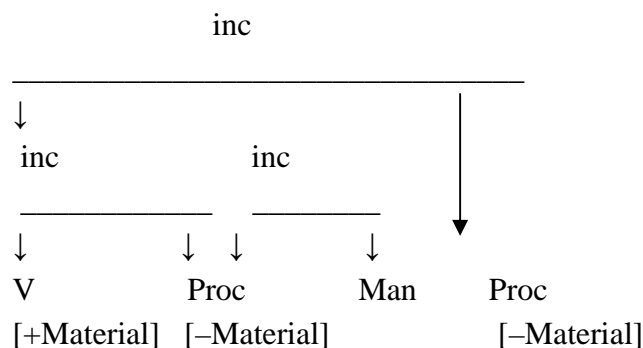 inc
inc inc
V Proc Man Proc
[+Material] [–Material] [–Material]